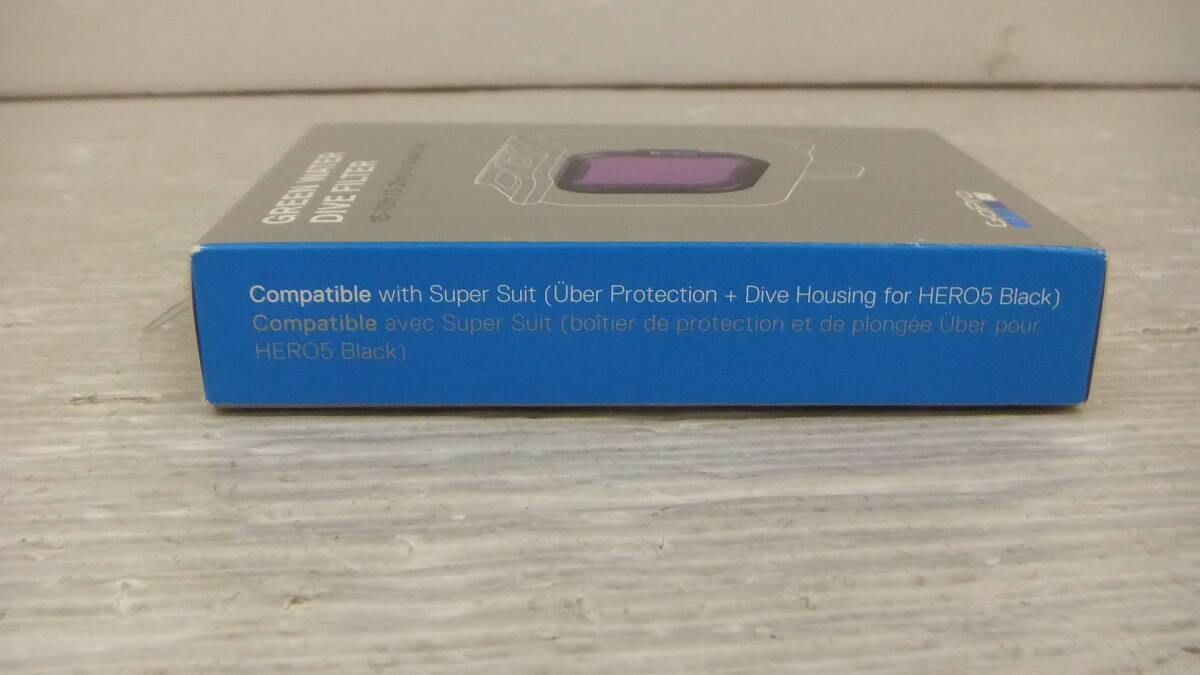 GREEN WATER
DIVE FILTER
GoPro
Compatible with Super Suit (Über Protection + Dive Housing for HERO5 Black)
Compatible avec Super Suit (boîtier de protection et de plongée Über pour
HERO5 Black)